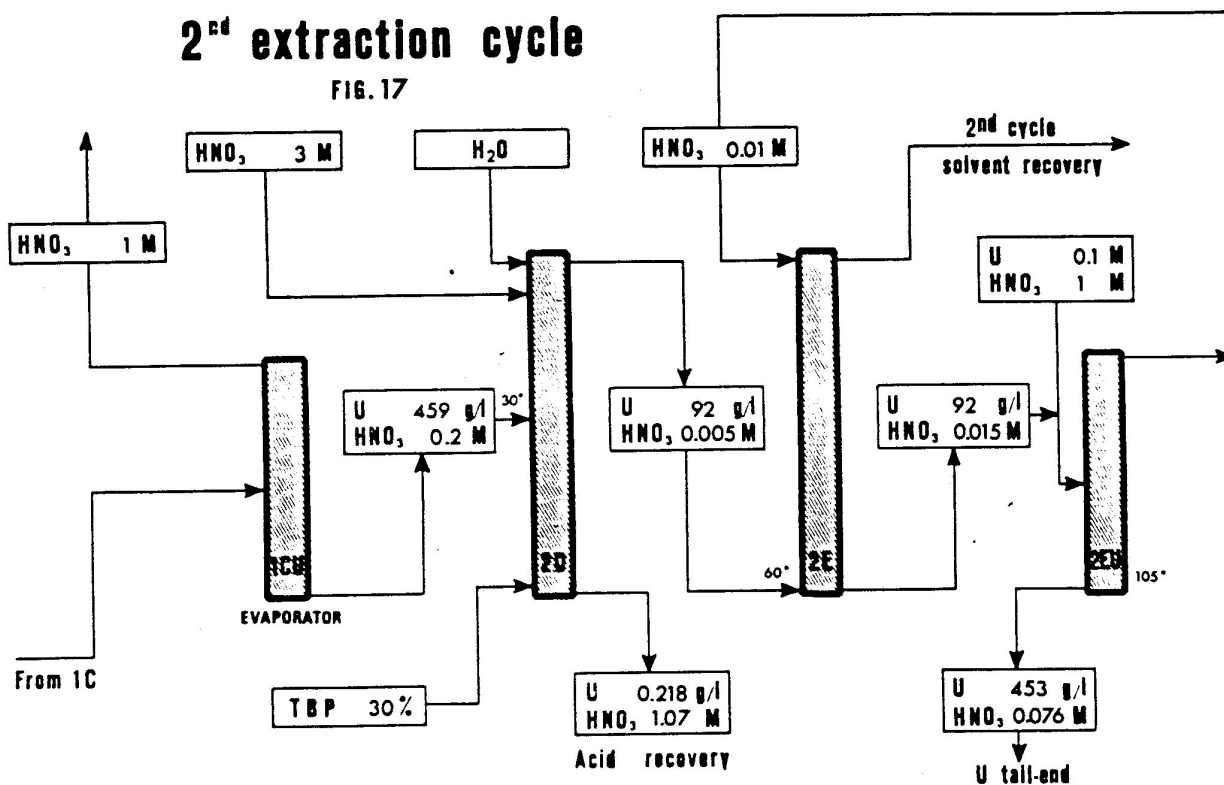 2nd extraction cycle
FIG. 17
HNO₃ 3 M
H₂O
HNO₃ 0.01 M
2nd cycle
solvent recovery
HNO₃ 1 M
U 0.1 M
HNO₃ 1 M
U 459 g/l
HNO₃ 0.2 M
30°
U 92 g/l
HNO₃ 0.005 M
U 92 g/l
HNO₃ 0.015 M
1CU
2D
2E
2EU
60°
105°
EVAPORATOR
From 1C
TBP 30%
U 0.218 g/l
HNO₃ 1.07 M
Acid recovery
U 453 g/l
HNO₃ 0.076 M
U tail-end